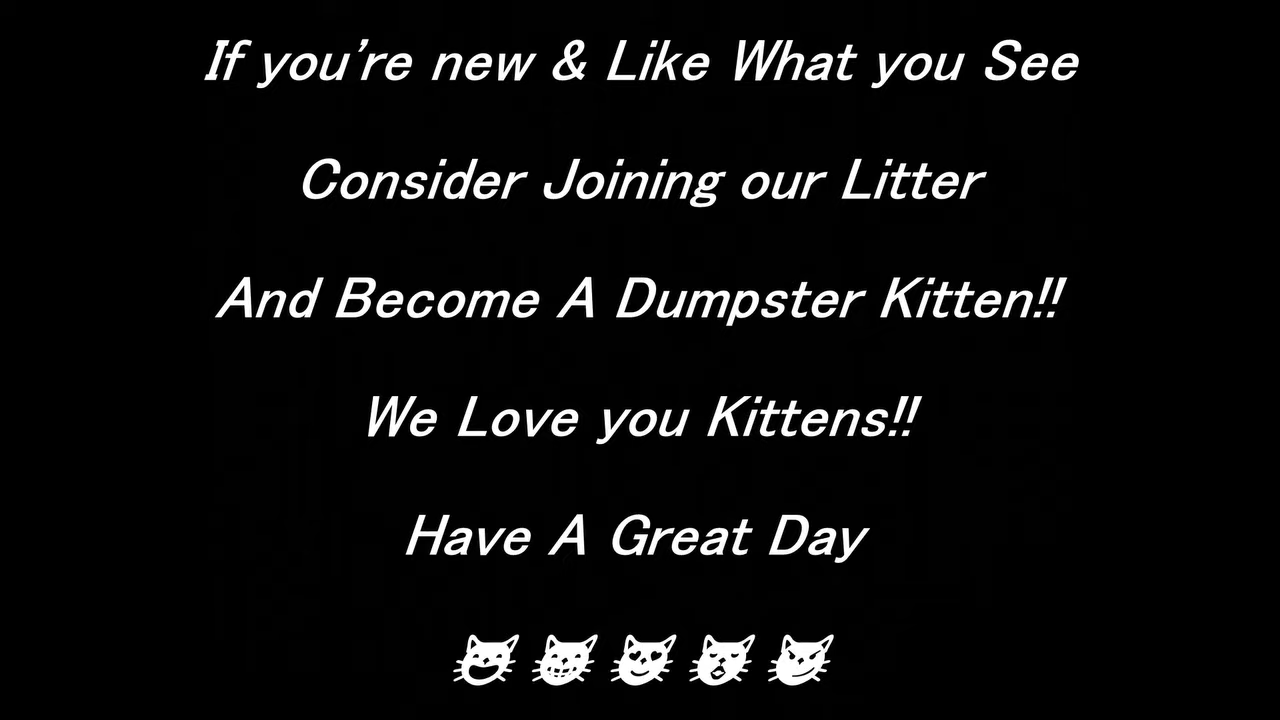 If you're new & Like What you See
Consider Joining our Litter
And Become A Dumpster Kitten!!
We Love you Kittens!!
Have A Great Day
😸😹😻😽😼